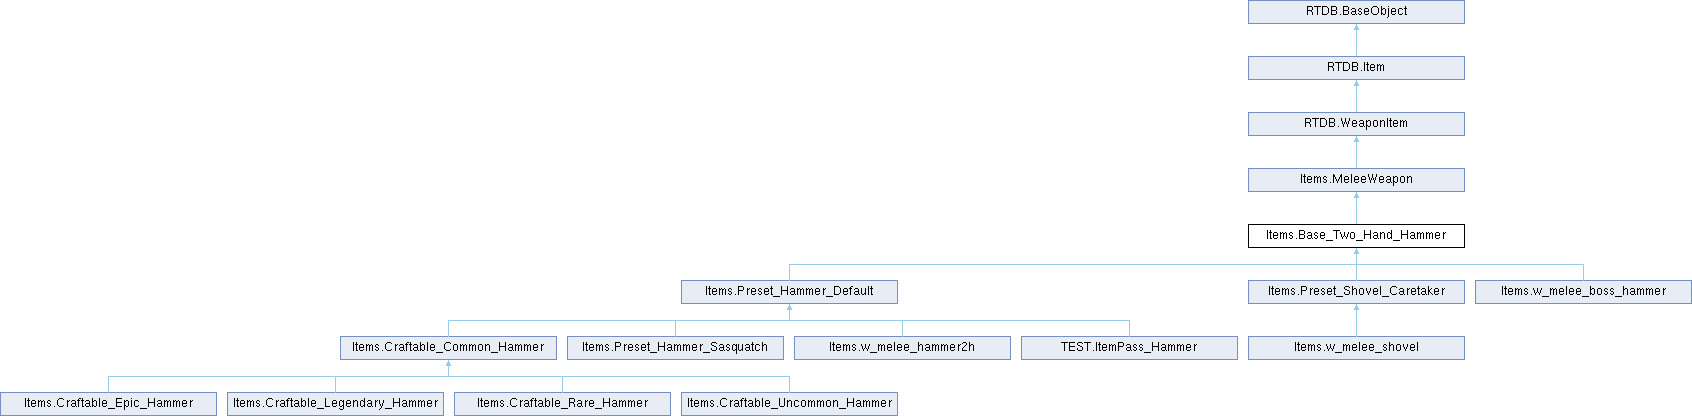 RTDB.BaseObject
RTDB.Item
RTDB.WeaponItem
Items.MeleeWeapon
Items.Base_Two_Hand_Hammer
Items.Preset_Hammer_Default
Items.Preset_Shovel_Caretaker
Items.w_melee_boss_hammer
Items.Craftable_Common_Hammer
Items.Preset_Hammer_Sasquatch
Items.w_melee_hammer2h
TEST.ItemPass_Hammer
Items.w_melee_shovel
Items.Craftable_Epic_Hammer
Items.Craftable_Legendary_Hammer
Items.Craftable_Rare_Hammer
Items.Craftable_Uncommon_Hammer